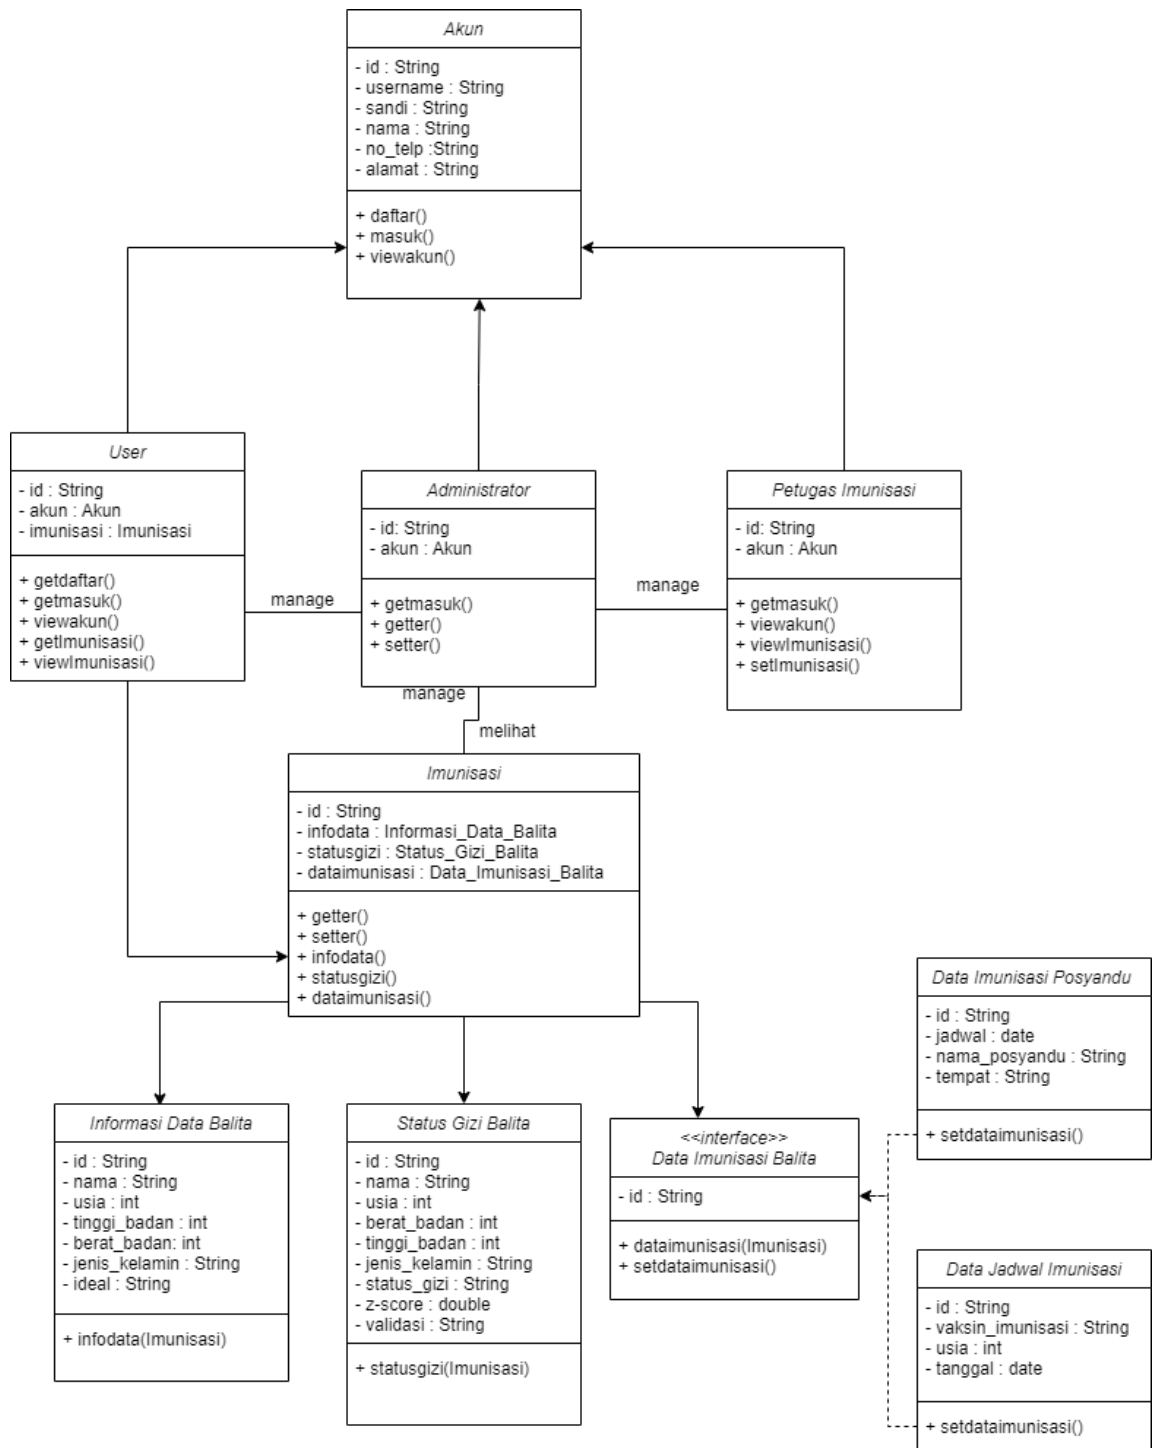 Akun
- id : String
- username : String
- sandi : String
- nama : String
- no_telp :String
- alamat : String
+ daftar()
+ masuk()
+ viewakun()
User
- id : String
- akun : Akun
- imunisasi : Imunisasi
+ getdaftar()
+ getmasuk()
+ viewakun()
+ getImunisasi()
+ viewImunisasi()
manage
Administrator
- id: String
- akun : Akun
+ getmasuk()
+ getter()
+ setter()
manage
Petugas Imunisasi
- id: String
- akun : Akun
+ getmasuk()
+ viewakun()
+ viewImunisasi()
+ setImunisasi()
manage
melihat
Imunisasi
- id : String
- infodata : Informasi_Data_Balita
- statusgizi : Status_Gizi_Balita
- dataimunisasi : Data_Imunisasi_Balita
+ getter()
+ setter()
+ infodata()
+ statusgizi()
+ dataimunisasi()
Informasi Data Balita
- id : String
- nama : String
- usia : int
- tinggi_badan : int
- berat_badan: int
- jenis_kelamin : String
- ideal : String
+ infodata(Imunisasi)
Status Gizi Balita
- id : String
- nama : String
- usia : int
- berat_badan : int
- tinggi_badan : int
- jenis_kelamin : String
- status_gizi : String
- z-score : double
- validasi : String
+ statusgizi(Imunisasi)
<<interface>>
Data Imunisasi Balita
- id : String
+ dataimunisasi(Imunisasi)
+ setdataimunisasi()
Data Imunisasi Posyandu
- id : String
- jadwal : date
- nama_posyandu : String
- tempat : String
+ setdataimunisasi()
Data Jadwal Imunisasi
- id : String
- vaksin_imunisasi : String
- usia : int
- tanggal : date
+ setdataimunisasi()